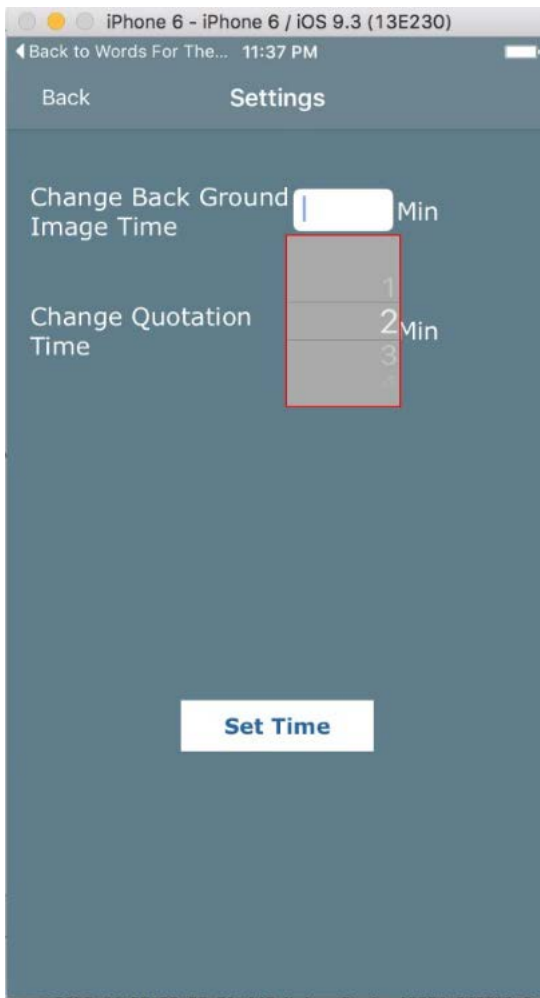 iPhone 6 - iPhone 6 / iOS 9.3 (13E230)
Back to Words For The... 11:37 PM
Back Settings
Change Back Ground
Image Time
Min
1
Change Quotation
Time
2
Min
3
4
Set Time